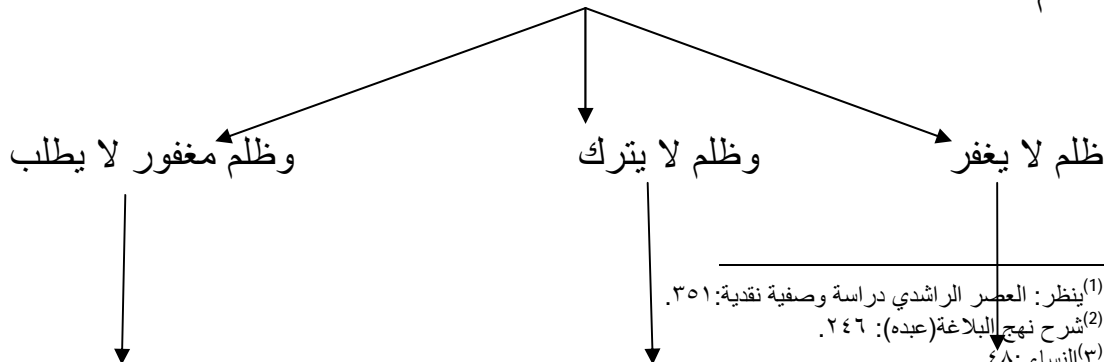 ظلم لا يغفر وظلم لا يترك وظلم مغفور لا يطلب
(1)ينظر: العصر الراشدي دراسة وصفية نقدية: ٣٥١.
(2)شرح نهج البلاغة(عبده): ٢٤٦.
(٣)النساء: ٤٨